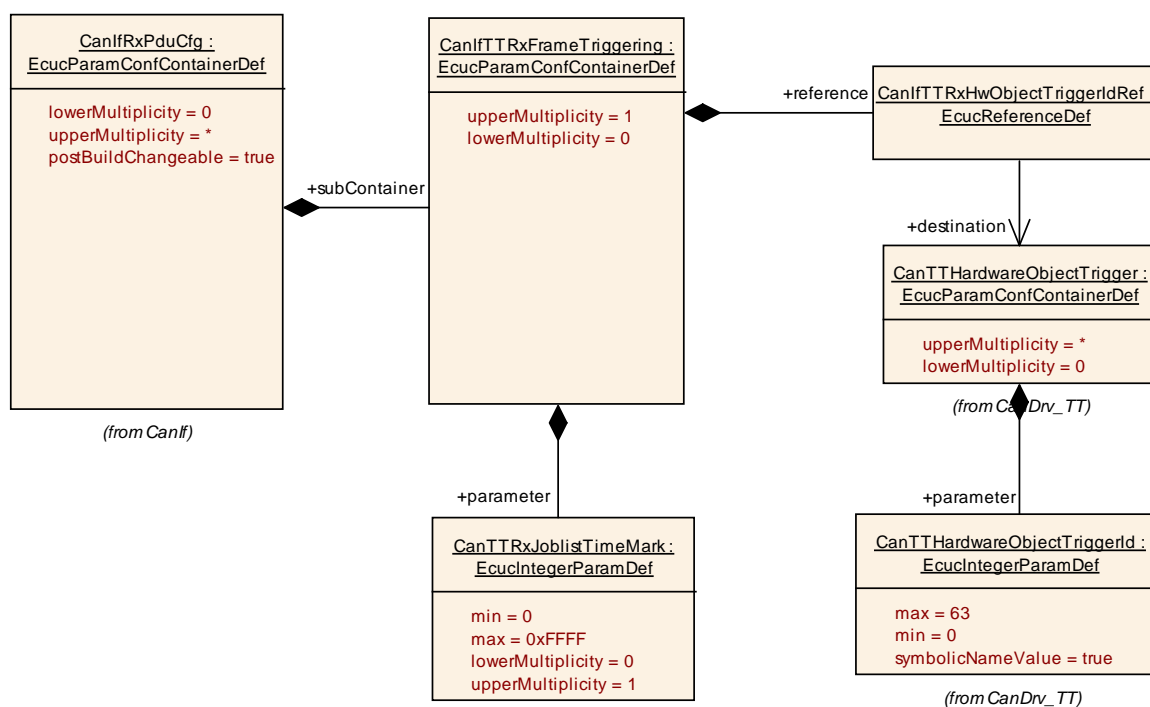 CanIfRxPduCfg :
EcucParamConfContainerDef
lowerMultiplicity = 0
upperMultiplicity = *
postBuildChangeable = true
(from CanIf)
+subContainer
CanIfTTRxFrameTriggering :
EcucParamConfContainerDef
upperMultiplicity = 1
lowerMultiplicity = 0
+reference
CanIfTTRxHwObjectTriggerIdRef
EcucReferenceDef
+destination
CanTTHardwareObjectTrigger :
EcucParamConfContainerDef
upperMultiplicity = *
lowerMultiplicity = 0
(from CanDrv_TT)
+parameter
CanTTRxJoblistTimeMark :
EcucIntegerParamDef
min = 0
max = 0xFFFF
lowerMultiplicity = 0
upperMultiplicity = 1
+parameter
CanTTHardwareObjectTriggerId :
EcucIntegerParamDef
max = 63
min = 0
symbolicNameValue = true
(from CanDrv_TT)